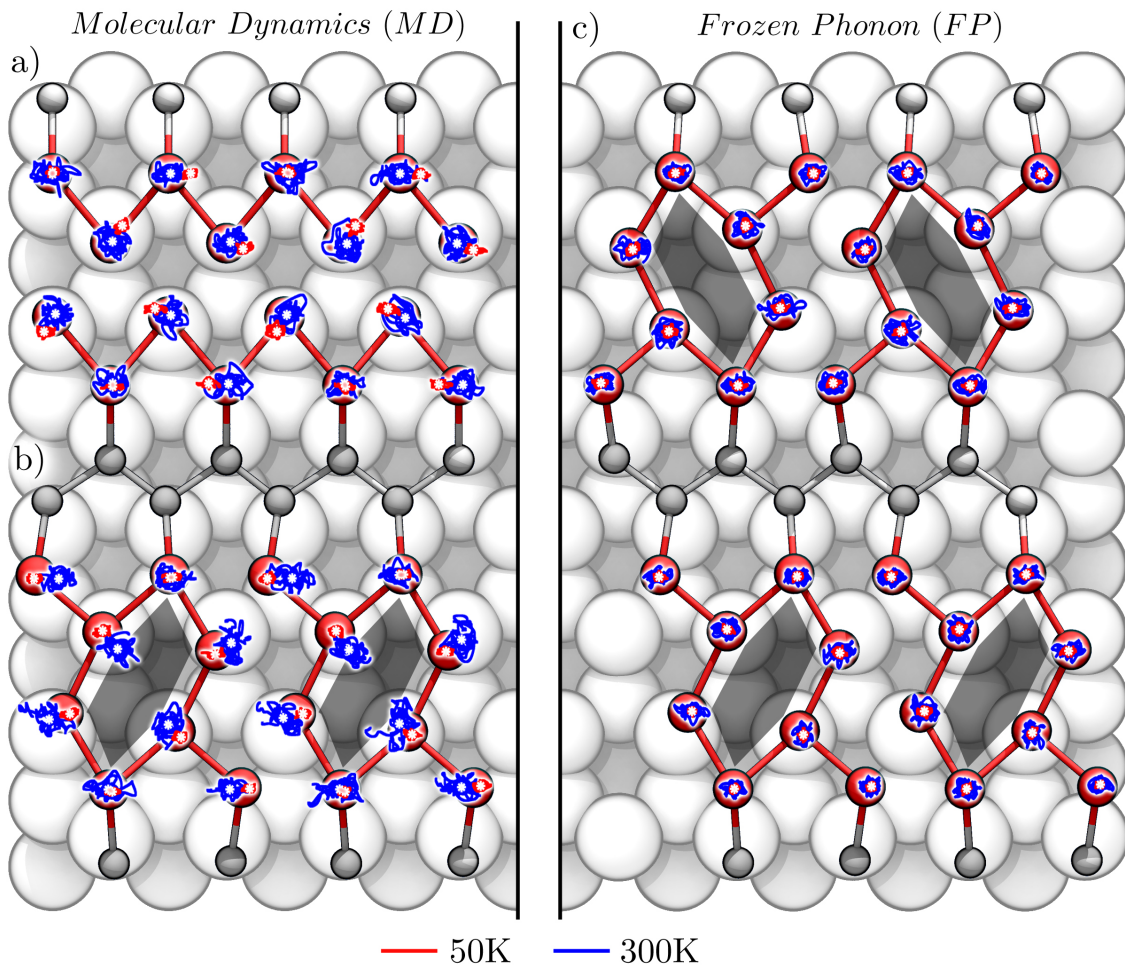 Molecular Dynamics (MD)
a)
b)
c)
Frozen Phonon (FP)
50K
300K